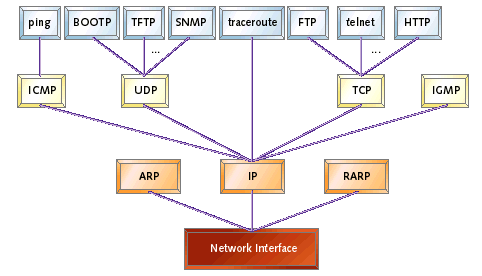 ping BOOTP TFTP SNMP traceroute FTP telnet HTTP
... ...
ICMP UDP TCP IGMP
ARP IP RARP
Network Interface